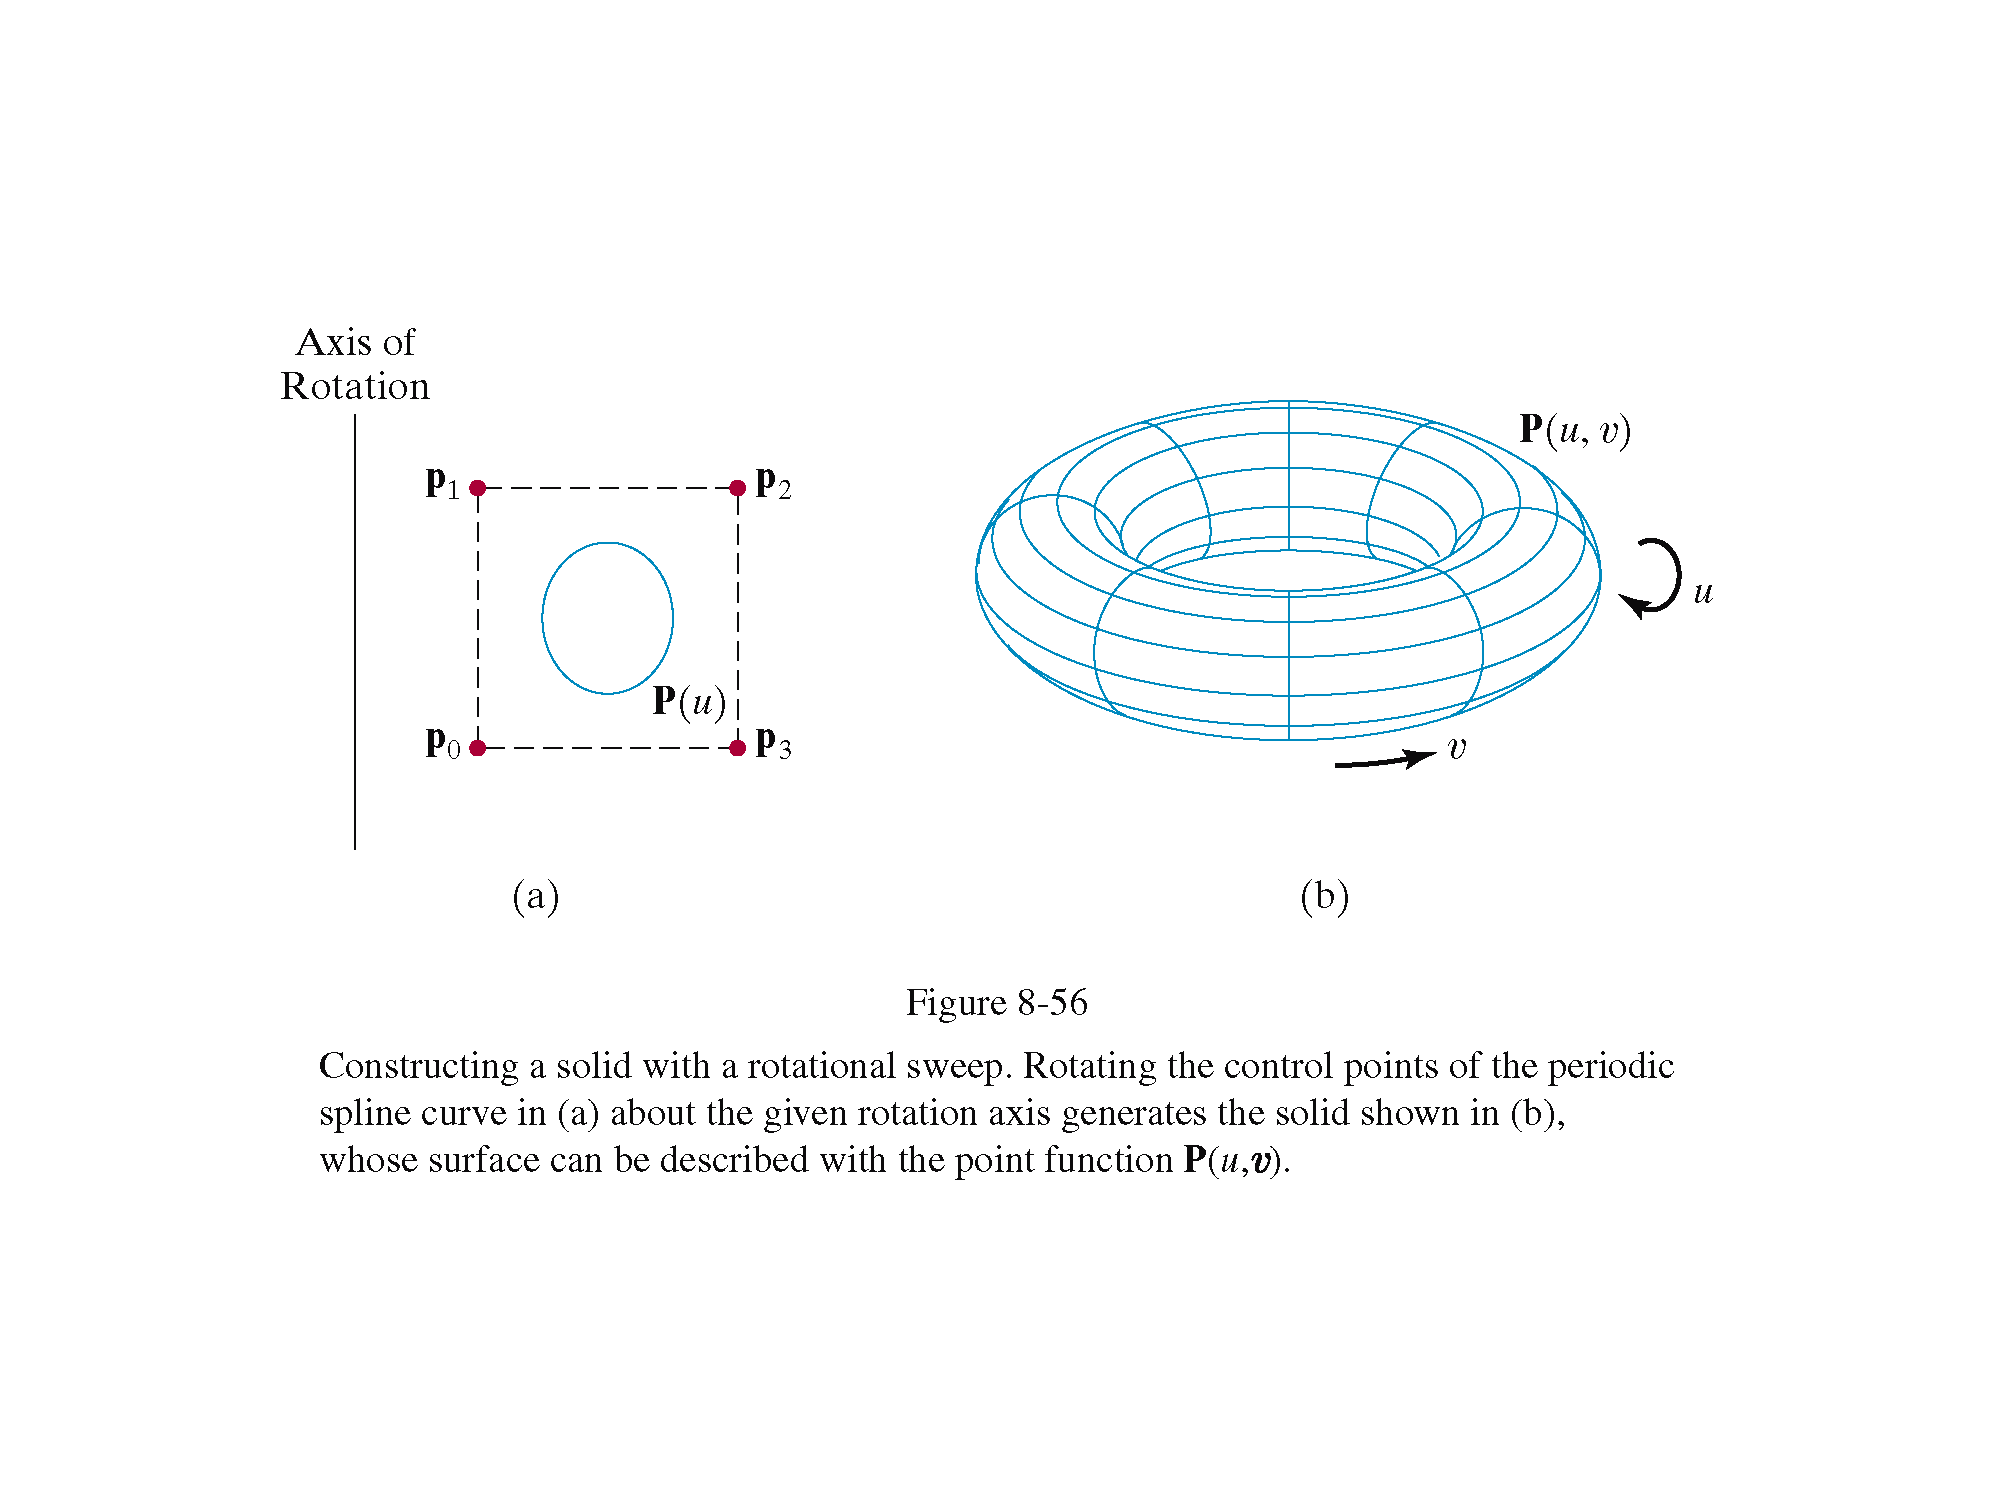 Axis of
Rotation
p1
p2
P(u)
p0
p3
(a)
P(u, v)
u
v
(b)
Figure 8-56
Constructing a solid with a rotational sweep. Rotating the control points of the periodic
spline curve in (a) about the given rotation axis generates the solid shown in (b),
whose surface can be described with the point function P(u,v).